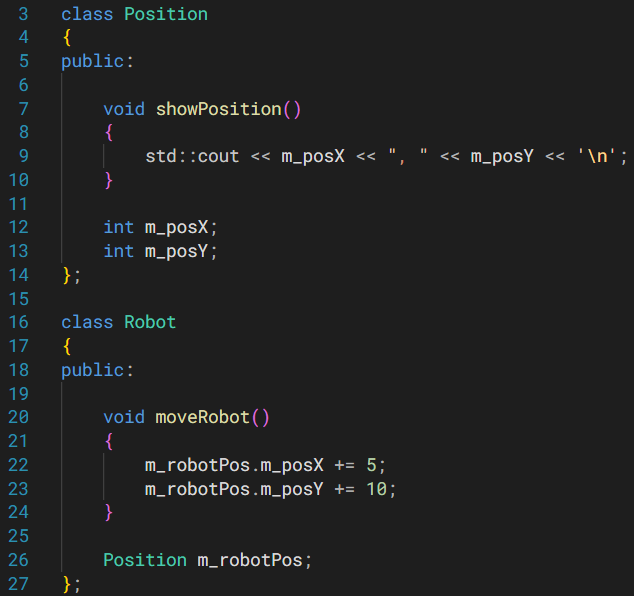 3 class Position
4 {
5 public:
6
7     void showPosition()
8     {
9         std::cout << m_posX << ", " << m_posY << '\n';
10     }
11
12     int m_posX;
13     int m_posY;
14 };
15
16 class Robot
17 {
18 public:
19
20     void moveRobot()
21     {
22         m_robotPos.m_posX += 5;
23         m_robotPos.m_posY += 10;
24     }
25
26     Position m_robotPos;
27 };